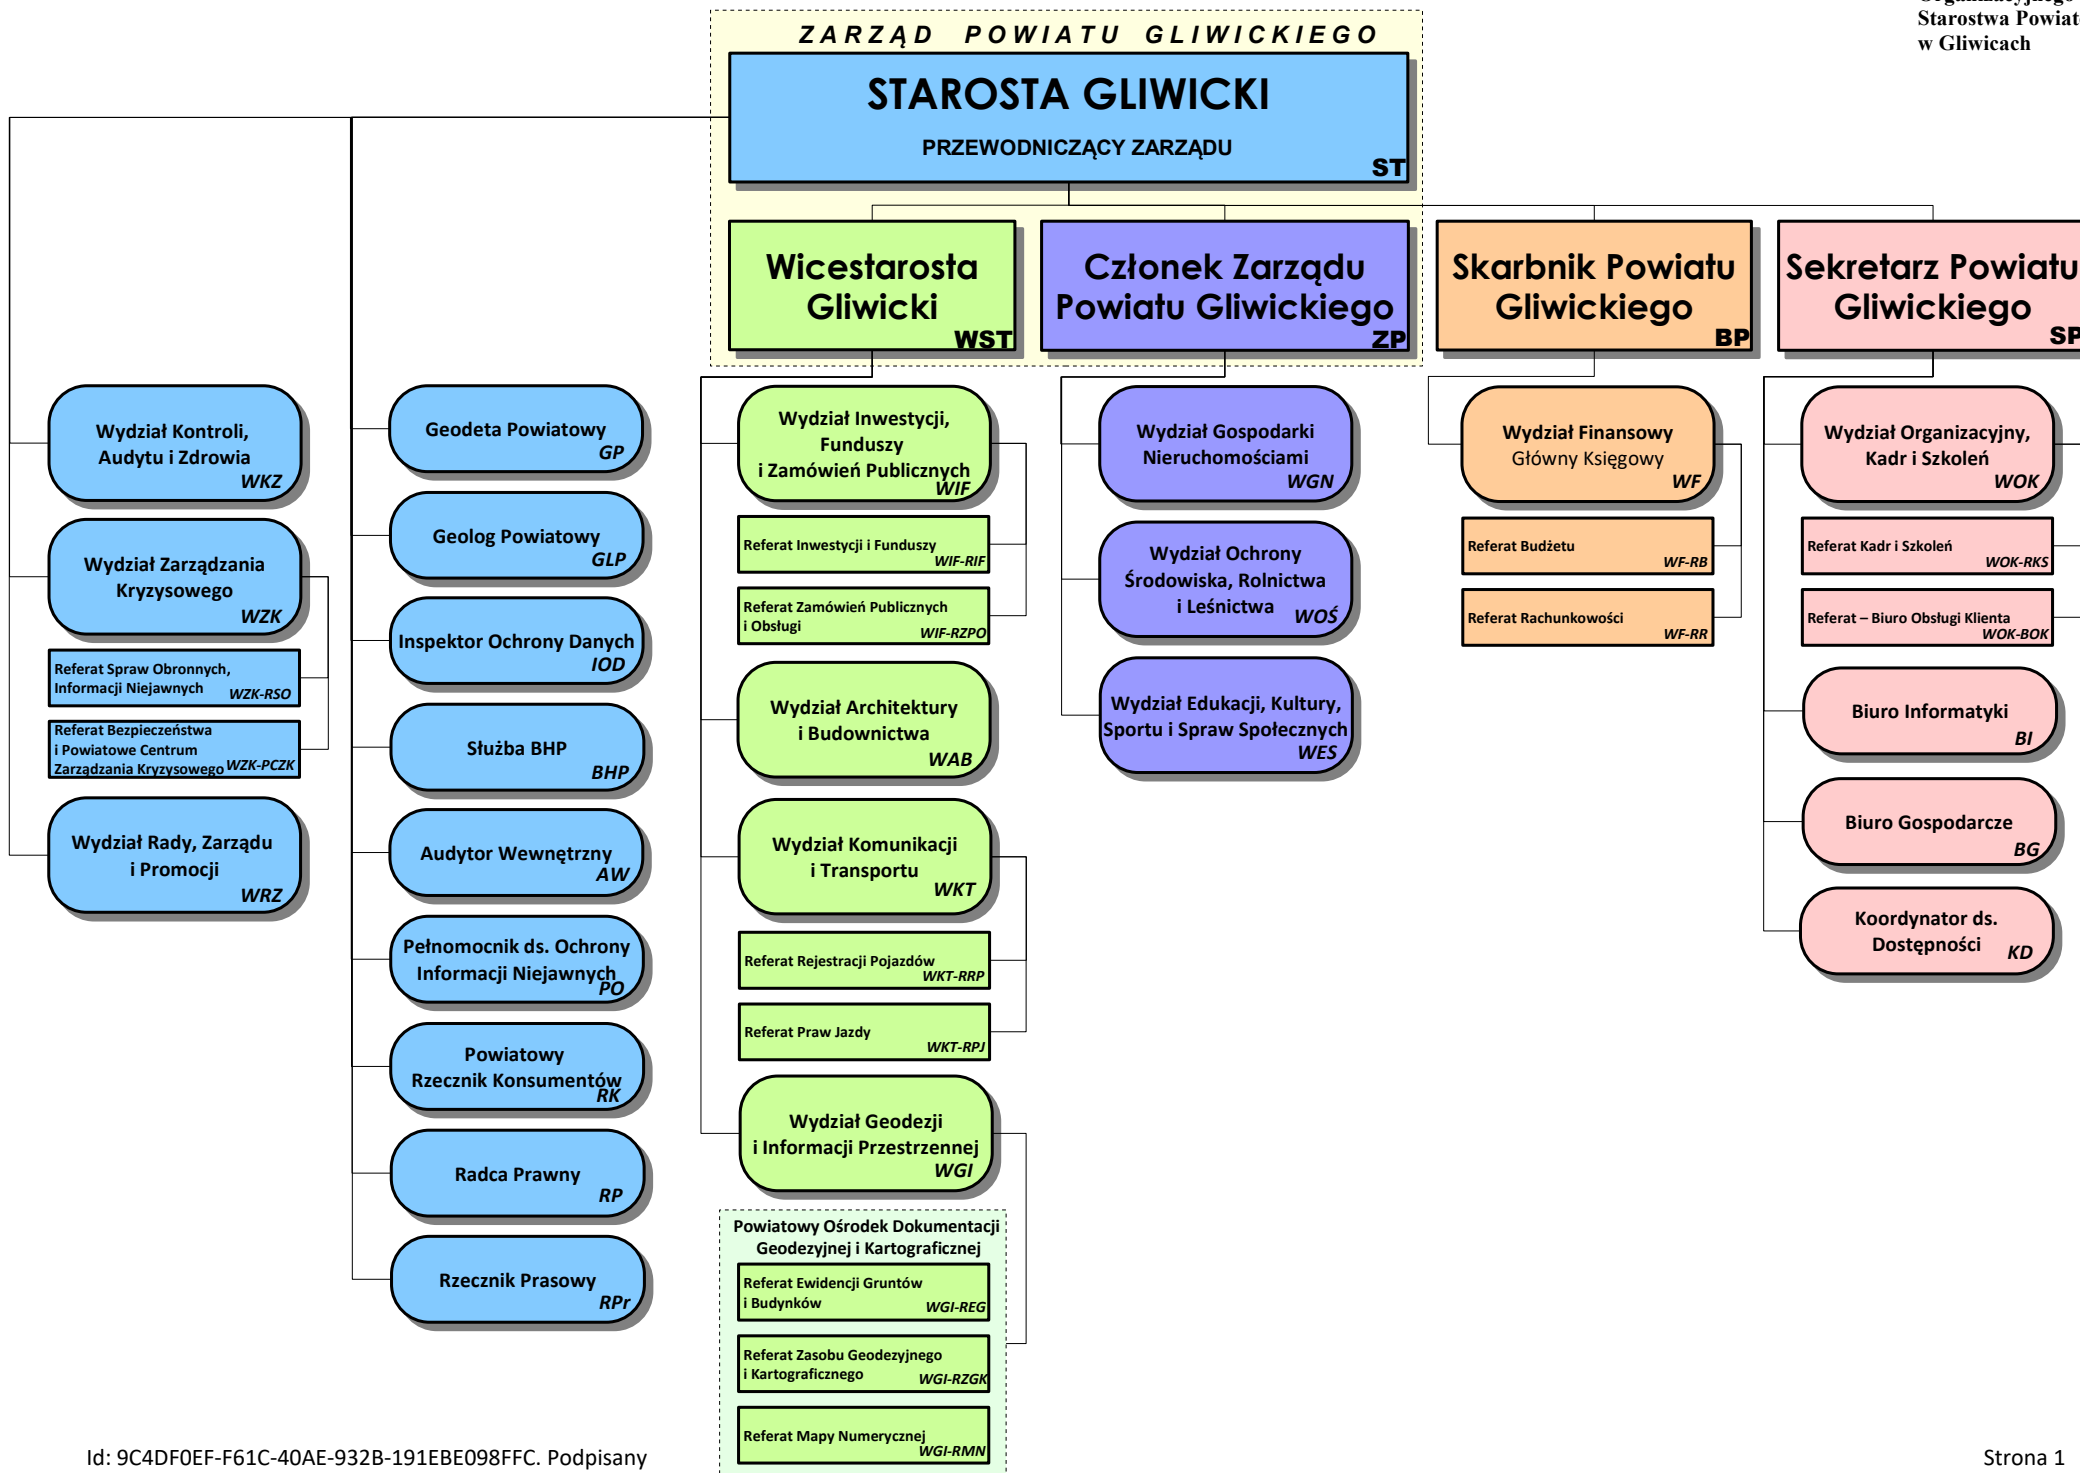 Starostwa Powiat
w Gliwicach
ZARZĄD POWIATU GLIWICKIEGO
STAROSTA GLIWICKI
PRZEWODNICZĄCY ZARZĄDU
ST
Wicestarosta
Gliwicki
WST
Członek Zarządu
Powiatu Gliwickiego
ZP
Skarbnik Powiatu
Gliwickiego
BP
Sekretarz Powiatu
Gliwickiego
SP
Wydział Kontroli,
Audytu i Zdrowia
WKZ
Wydział Zarządzania
Kryzysowego
WZK
Referat Spraw Obronnych,
Informacji Niejawnych WZK-RSO
Referat Bezpieczeństwa
i Powiatowe Centrum
Zarządzania Kryzysowego WZK-PCZK
Wydział Rady, Zarządu
i Promocji
WRZ
Geodeta Powiatowy
GP
Geolog Powiatowy
GLP
Inspektor Ochrony Danych
IOD
Służba BHP
BHP
Audytor Wewnętrzny
AW
Pełnomocnik ds. Ochrony
Informacji Niejawnych
PO
Powiatowy
Rzecznik Konsumentów
RK
Radca Prawny
RP
Rzecznik Prasowy
RPr
Wydział Inwestycji,
Funduszy
i Zamówień Publicznych
WIF
Referat Inwestycji i Funduszy
WIF-RIF
Referat Zamówień Publicznych
i Obsługi WIF-RZPO
Wydział Architektury
i Budownictwa
WAB
Wydział Komunikacji
i Transportu
WKT
Referat Rejestracji Pojazdów
WKT-RRP
Referat Praw Jazdy
WKT-RPJ
Wydział Geodezji
i Informacji Przestrzennej
WGI
Powiatowy Ośrodek Dokumentacji
Geodezyjnej i Kartograficznej
Referat Ewidencji Gruntów
i Budynków WGI-REG
Referat Zasobu Geodezyjnego
i Kartograficznego WGI-RZGK
Referat Mapy Numerycznej
WGI-RMN
Wydział Gospodarki
Nieruchomościami
WGN
Wydział Ochrony
Środowiska, Rolnictwa
i Leśnictwa
WOŚ
Wydział Edukacji, Kultury,
Sportu i Spraw Społecznych
WES
Wydział Finansowy
Główny Księgowy
WF
Referat Budżetu
WF-RB
Referat Rachunkowości
WF-RR
Wydział Organizacyjny,
Kadr i Szkoleń
WOK
Referat Kadr i Szkoleń
WOK-RKS
Referat – Biuro Obsługi Klienta
WOK-BOK
Biuro Informatyki
BI
Biuro Gospodarcze
BG
Koordynator ds.
Dostępności
KD
Id: 9C4DF0EF-F61C-40AE-932B-191EBE098FFC. Podpisany
Strona 1